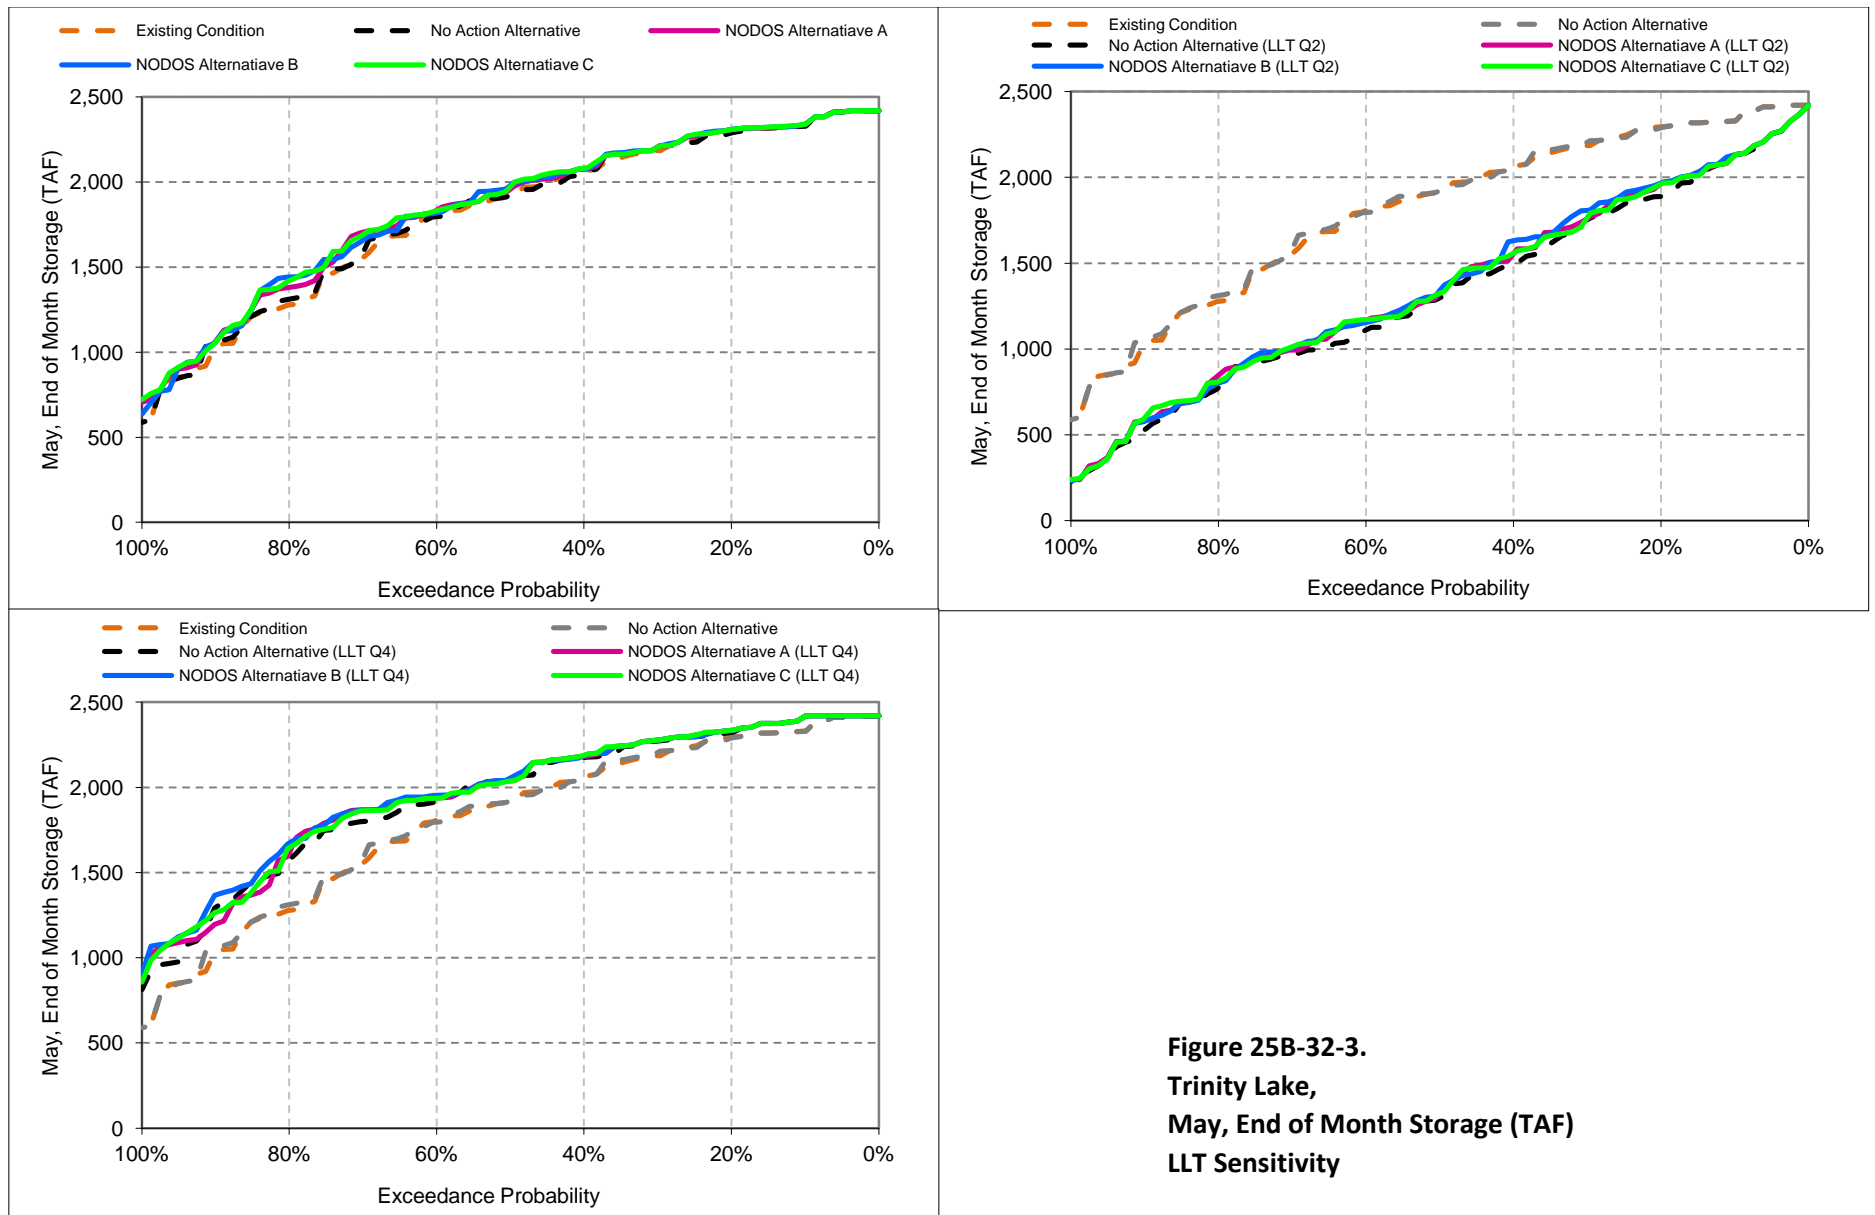 Existing Condition
No Action Alternative
NODOS Alternatiave A
NODOS Alternatiave B
NODOS Alternatiave C
2,500
2,000
1,500
1,000
500
0
May, End of Month Storage (TAF)
100%
80%
60%
40%
20%
0%
Exceedance Probability
Existing Condition
No Action Alternative
No Action Alternative (LLT Q2)
NODOS Alternatiave A (LLT Q2)
NODOS Alternatiave B (LLT Q2)
NODOS Alternatiave C (LLT Q2)
2,500
2,000
1,500
1,000
500
0
May, End of Month Storage (TAF)
100%
80%
60%
40%
20%
0%
Exceedance Probability
Existing Condition
No Action Alternative
No Action Alternative (LLT Q4)
NODOS Alternatiave A (LLT Q4)
NODOS Alternatiave B (LLT Q4)
NODOS Alternatiave C (LLT Q4)
2,500
2,000
1,500
1,000
500
0
May, End of Month Storage (TAF)
100%
80%
60%
40%
20%
0%
Exceedance Probability
Figure 25B-32-3.
Trinity Lake,
May, End of Month Storage (TAF)
LLT Sensitivity